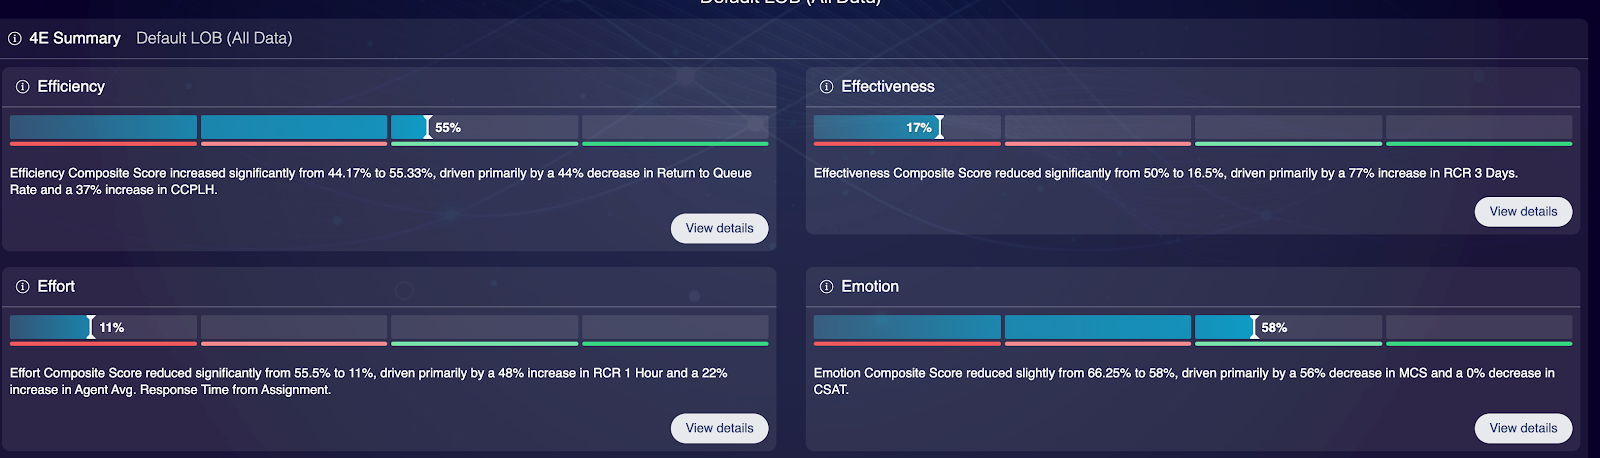 Default LOB (All Data)
4E Summary Default LOB (All Data)
Efficiency
55%
Efficiency Composite Score increased significantly from 44.17% to 55.33%, driven primarily by a 44% decrease in Return to Queue
Rate and a 37% increase in CCPLH.
View details
Effectiveness
17%
Effectiveness Composite Score reduced significantly from 50% to 16.5%, driven primarily by a 77% increase in RCR 3 Days.
View details
Effort
11%
Effort Composite Score reduced significantly from 55.5% to 11%, driven primarily by a 48% increase in RCR 1 Hour and a 22%
increase in Agent Avg. Response Time from Assignment.
View details
Emotion
58%
Emotion Composite Score reduced slightly from 66.25% to 58%, driven primarily by a 56% decrease in MCS and a 0% decrease in
CSAT.
View details